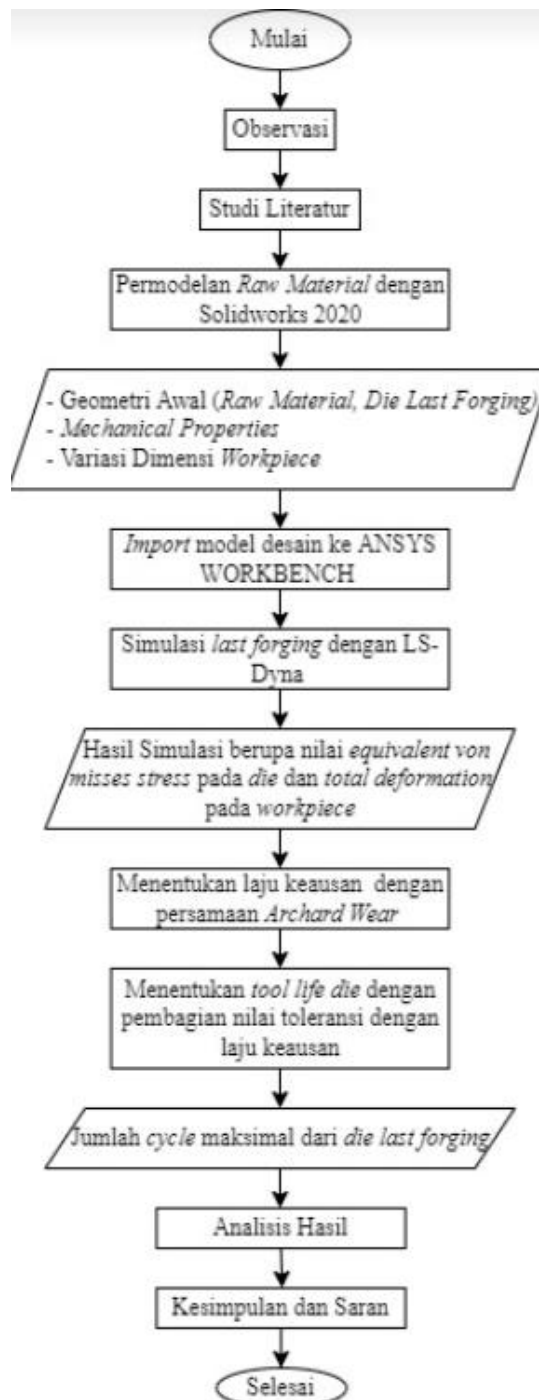 Mulai
Observasi
Studi Literatur
Permodelan Raw Material dengan
Solidworks 2020
- Geometri Awal (Raw Material, Die Last Forging)
- Mechanical Properties
- Variasi Dimensi Workpiece
Import model desain ke ANSYS
WORKBENCH
Simulasi last forging dengan LS-
Dyna
Hasil Simulasi berupa nilai equivalent von
misses stress pada die dan total deformation
pada workpiece
Menentukan laju keausan dengan
persamaan Archard Wear
Menentukan tool life die dengan
pembagian nilai toleransi dengan
laju keausan
Jumlah cycle maksimal dari die last forging
Analisis Hasil
Kesimpulan dan Saran
Selesai